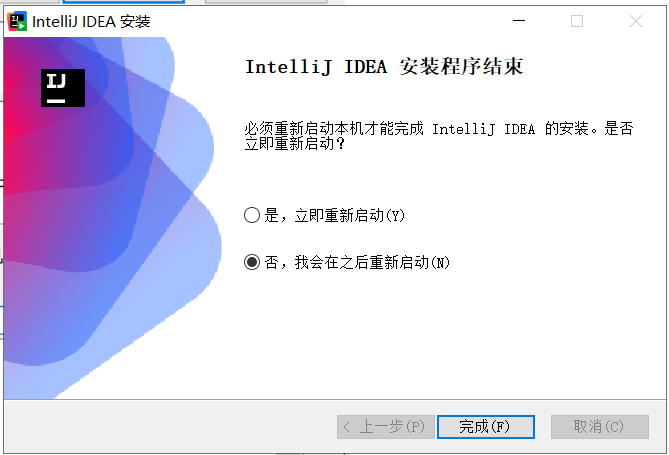 IntelliJ IDEA 安装
IJ
IntelliJ IDEA 安装程序结束
必须重新启动本机才能完成 IntelliJ IDEA 的安装。是否
立即重新启动？
是，立即重新启动(Y)
否，我会在之后重新启动(N)
< 上一步(P)
完成(F)
取消(C)